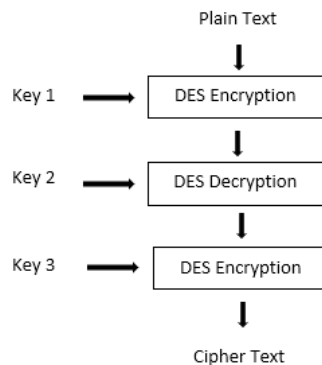 Plain Text
Key 1
DES Encryption
Key 2
DES Decryption
Key 3
DES Encryption
Cipher Text